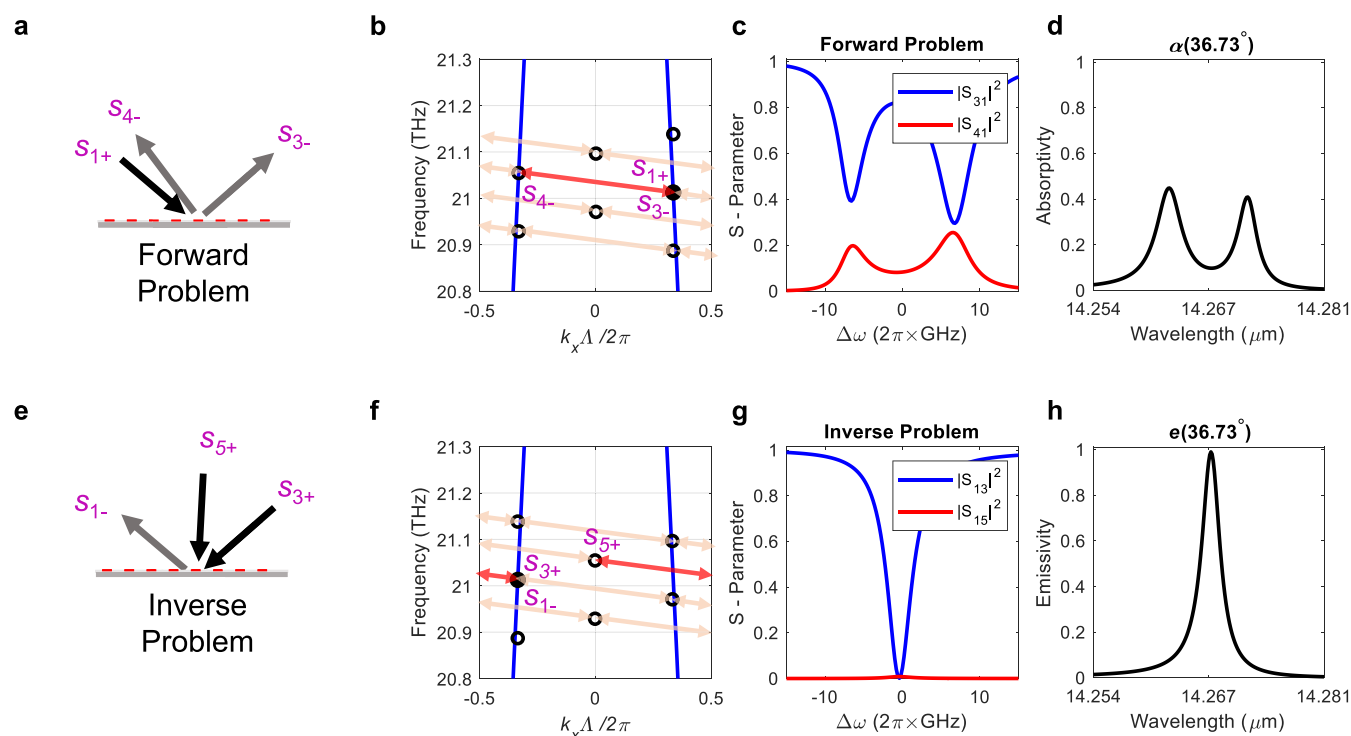 a
s4-
s1+
s3-
Forward
Problem
b
21.3
21.2
21.1
21
20.9
20.8
Frequency (THz)
s1+
s4-
s3-
-0.5
0
0.5
kxΛ/2π
c
Forward Problem
1
0.8
0.6
0.4
0.2
0
S - Parameter
|S31|²
|S41|²
-10
0
10
Δω (2π×GHz)
d
α(36.73°)
1
0.8
0.6
0.4
0.2
0
Absorptivty
14.254
14.267
14.281
Wavelength (μm)
e
s5+
s1-
s3+
Inverse
Problem
f
21.3
21.2
21.1
21
20.9
20.8
Frequency (THz)
s5+
s3+
s1-
-0.5
0
0.5
kxΛ/2π
g
Inverse Problem
1
0.8
0.6
0.4
0.2
0
S - Parameter
|S13|²
|S15|²
-10
0
10
Δω (2π×GHz)
h
e(36.73°)
1
0.8
0.6
0.4
0.2
0
Emissivity
14.254
14.267
14.281
Wavelength (μm)